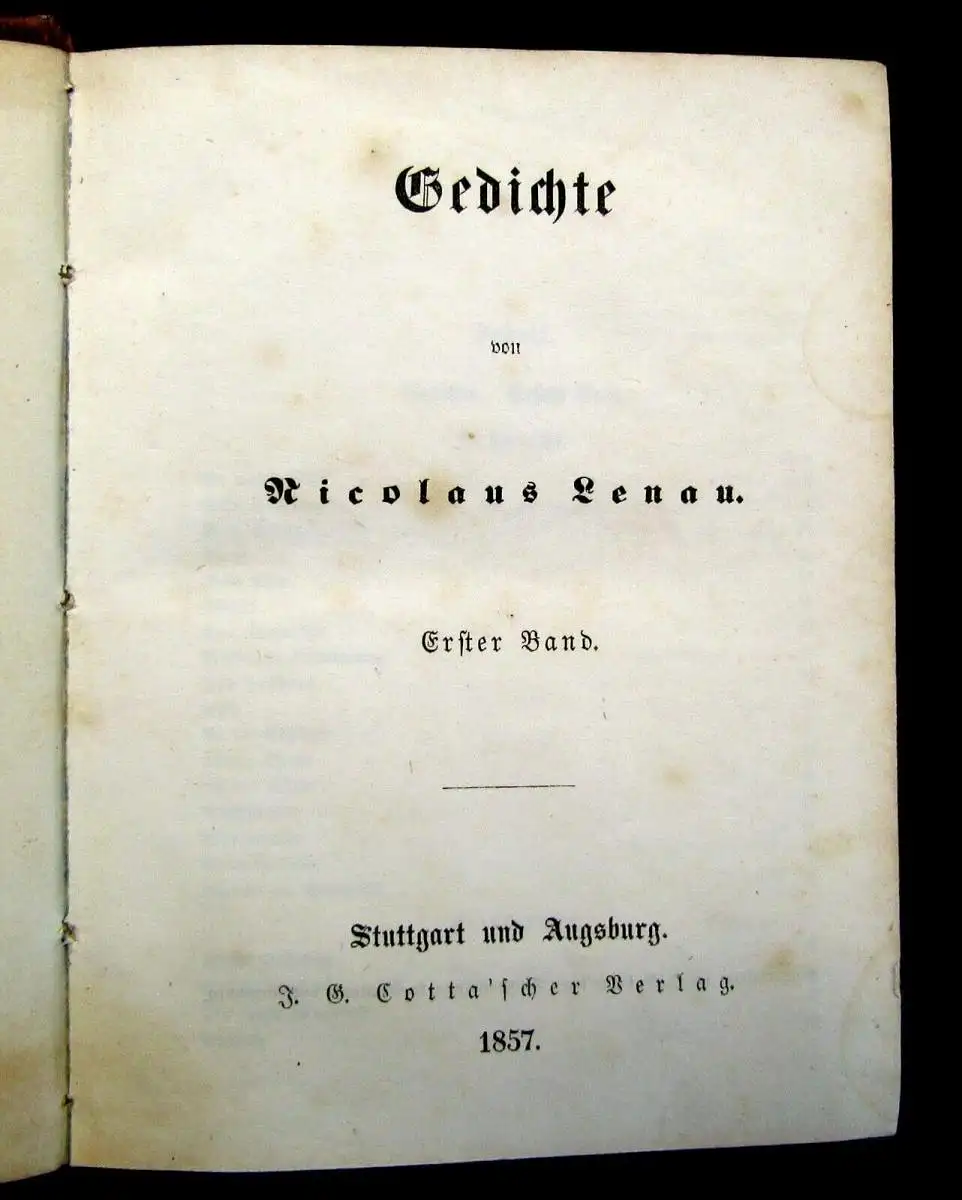 Gedichte
von
Nicolaus Lenau.
Erſter Band.
Stuttgart und Augsburg.
J. G. Cotta'ſcher Verlag.
1857.